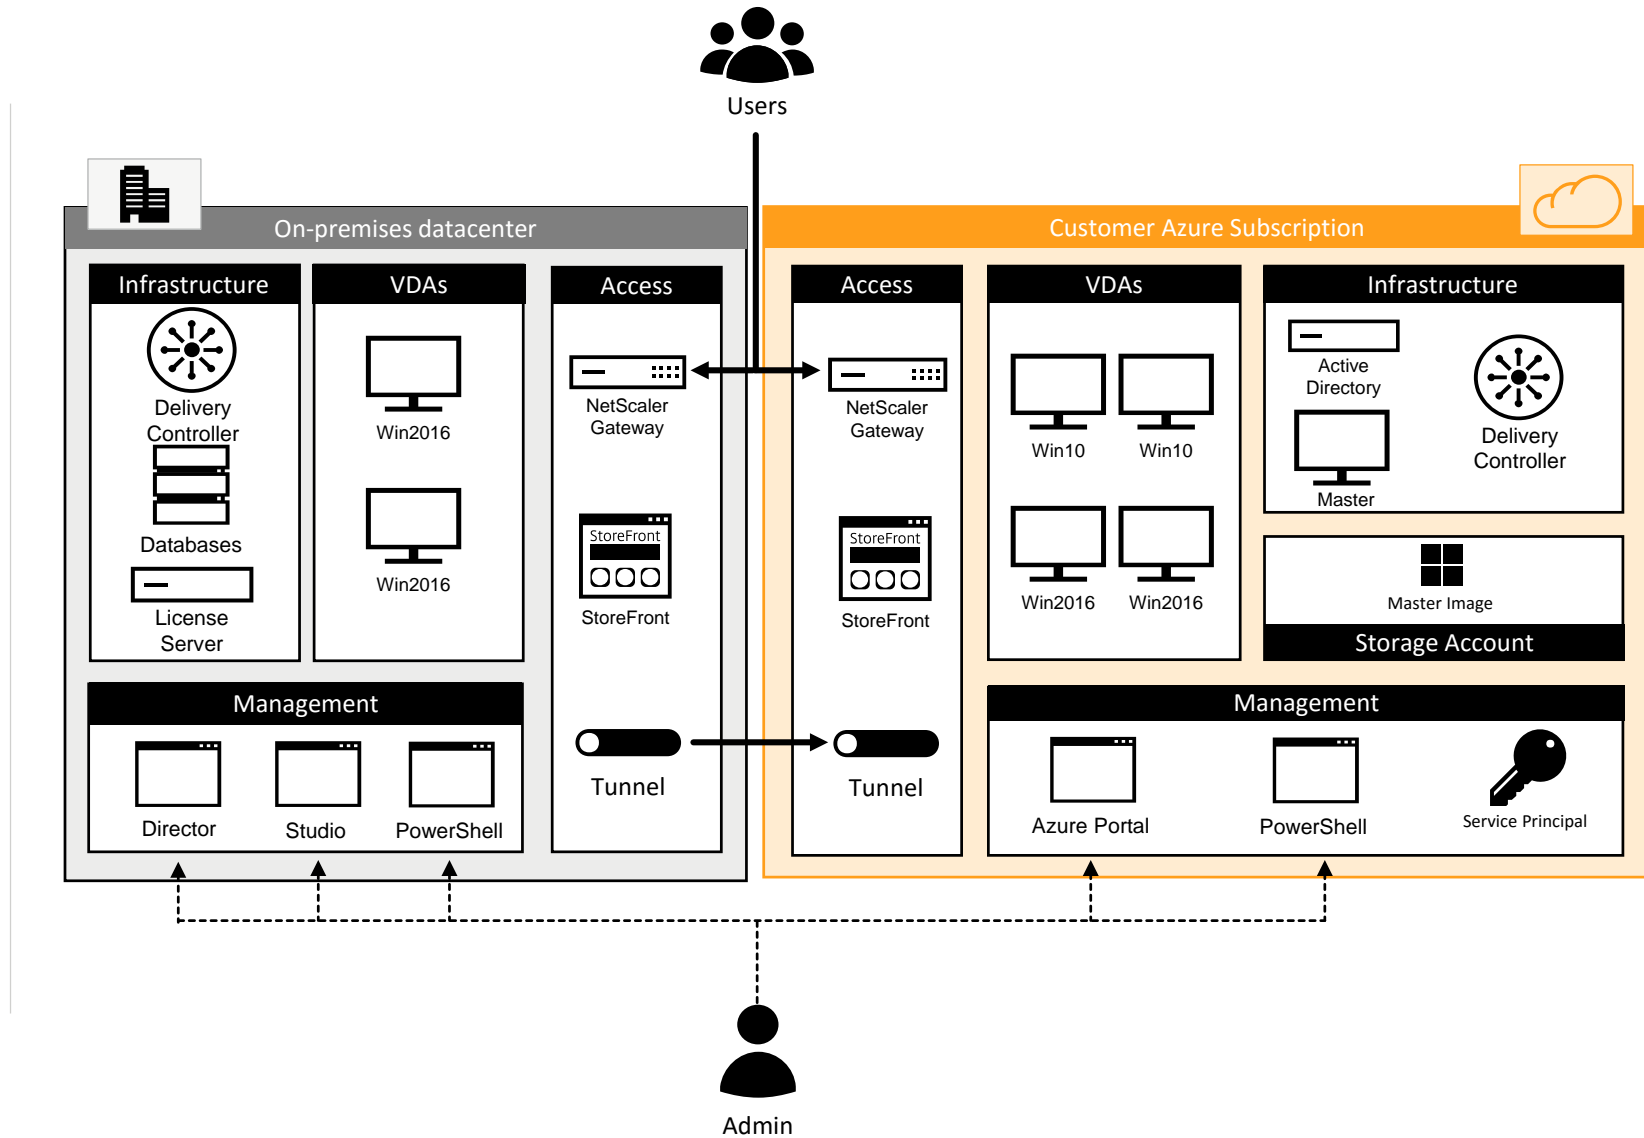 Users
On-premises datacenter
Infrastructure
Delivery
Controller
Databases
License
Server
VDAs
Win2016
Win2016
Access
NetScaler
Gateway
StoreFront
StoreFront
Tunnel
Management
Director
Studio
PowerShell
Customer Azure Subscription
Access
NetScaler
Gateway
StoreFront
StoreFront
Tunnel
VDAs
Win10
Win10
Win2016
Win2016
Infrastructure
Active
Directory
Master
Delivery
Controller
Master Image
Storage Account
Management
Azure Portal
PowerShell
Service Principal
Admin